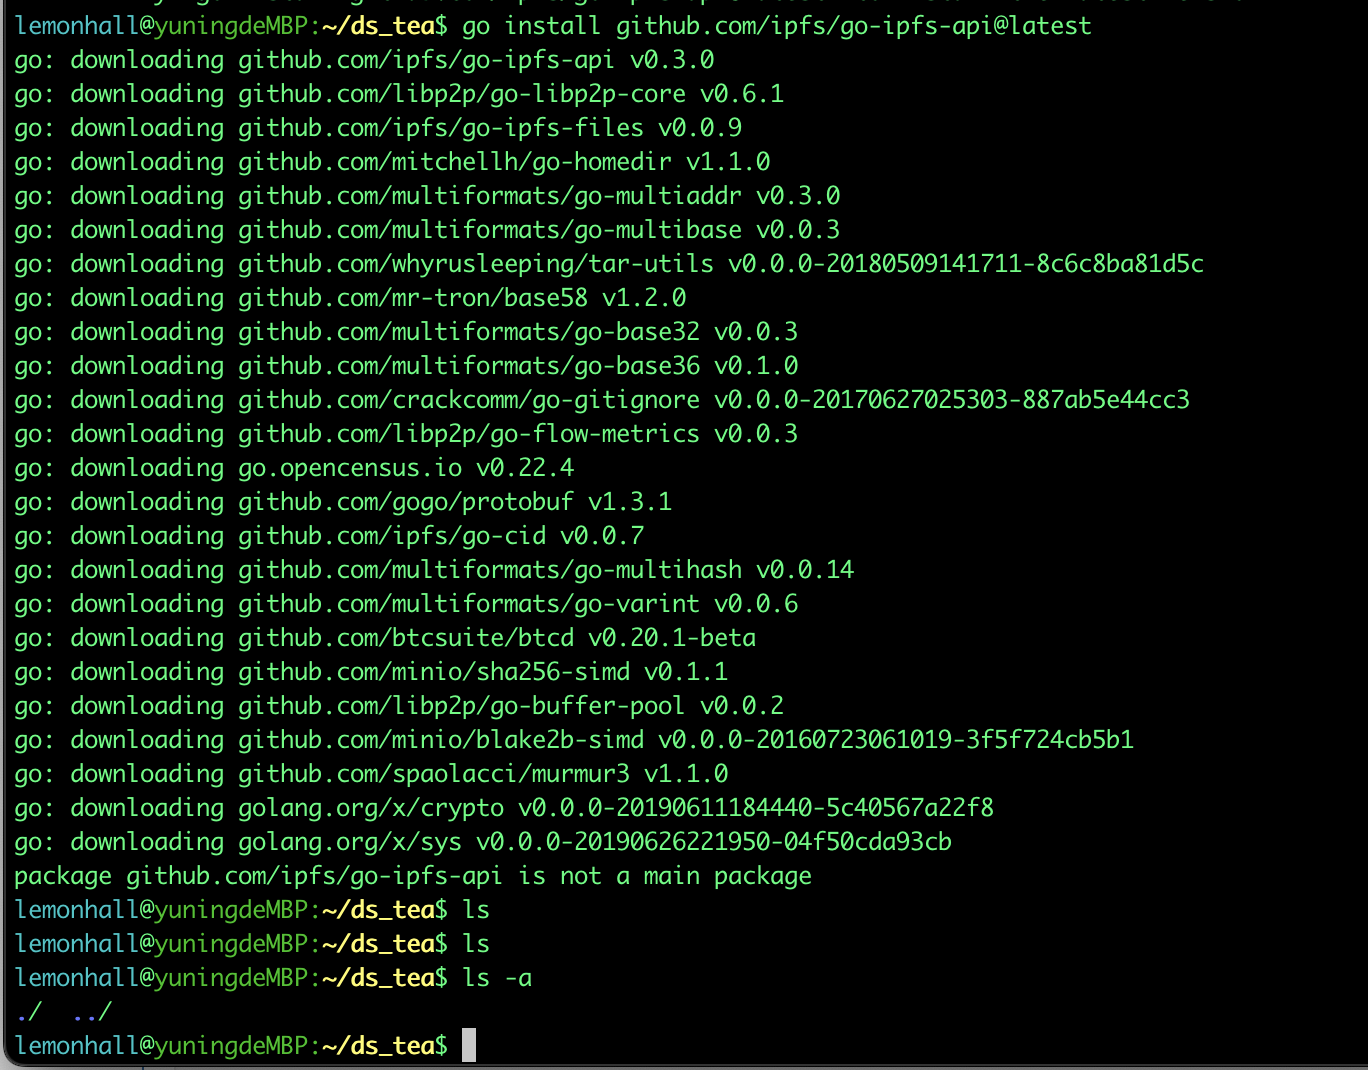 lemonhall@yuningdeMBP:~/ds_tea$ go install github.com/ipfs/go-ipfs-api@latest
go: downloading github.com/ipfs/go-ipfs-api v0.3.0
go: downloading github.com/libp2p/go-libp2p-core v0.6.1
go: downloading github.com/ipfs/go-ipfs-files v0.0.9
go: downloading github.com/mitchellh/go-homedir v1.1.0
go: downloading github.com/multiformats/go-multiaddr v0.3.0
go: downloading github.com/multiformats/go-multibase v0.0.3
go: downloading github.com/whyrusleeping/tar-utils v0.0.0-20180509141711-8c6c8ba81d5c
go: downloading github.com/mr-tron/base58 v1.2.0
go: downloading github.com/multiformats/go-base32 v0.0.3
go: downloading github.com/multiformats/go-base36 v0.1.0
go: downloading github.com/crackcomm/go-gitignore v0.0.0-20170627025303-887ab5e44cc3
go: downloading github.com/libp2p/go-flow-metrics v0.0.3
go: downloading go.opencensus.io v0.22.4
go: downloading github.com/gogo/protobuf v1.3.1
go: downloading github.com/ipfs/go-cid v0.0.7
go: downloading github.com/multiformats/go-multihash v0.0.14
go: downloading github.com/multiformats/go-varint v0.0.6
go: downloading github.com/btcsuite/btcd v0.20.1-beta
go: downloading github.com/minio/sha256-simd v0.1.1
go: downloading github.com/libp2p/go-buffer-pool v0.0.2
go: downloading github.com/minio/blake2b-simd v0.0.0-20160723061019-3f5f724cb5b1
go: downloading github.com/spaolacci/murmur3 v1.1.0
go: downloading golang.org/x/crypto v0.0.0-20190611184440-5c40567a22f8
go: downloading golang.org/x/sys v0.0.0-20190626221950-04f50cda93cb
package github.com/ipfs/go-ipfs-api is not a main package
lemonhall@yuningdeMBP:~/ds_tea$ ls
lemonhall@yuningdeMBP:~/ds_tea$ ls
lemonhall@yuningdeMBP:~/ds_tea$ ls -a
./  ../
lemonhall@yuningdeMBP:~/ds_tea$